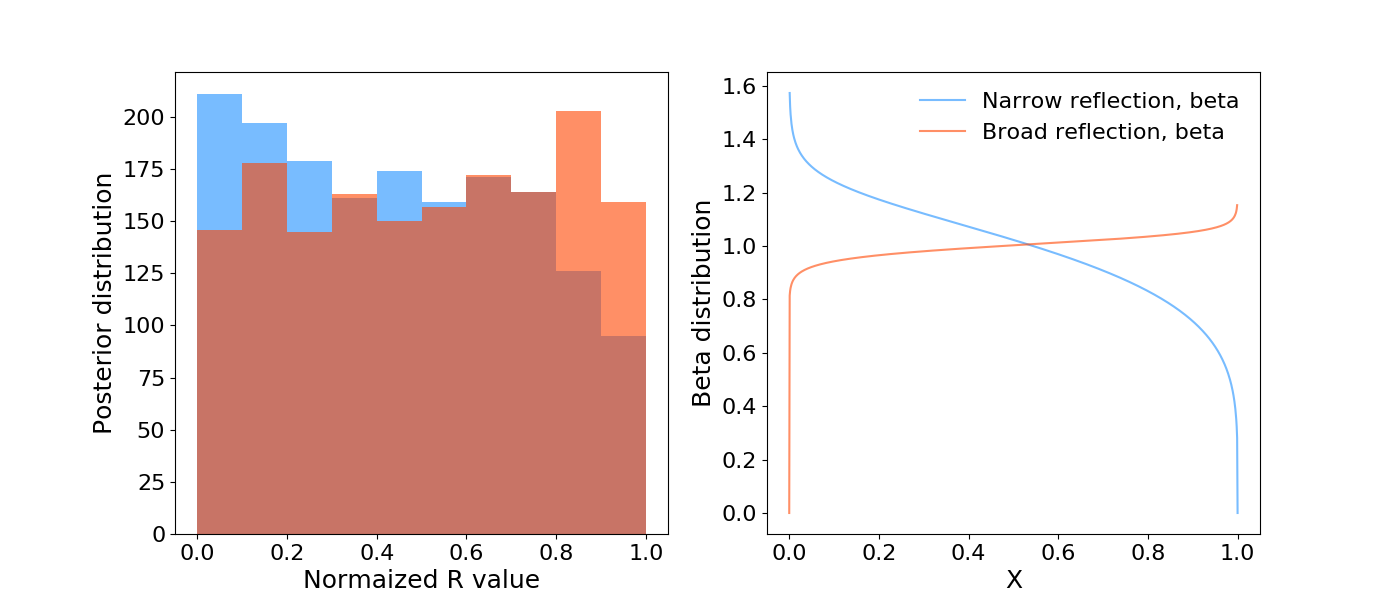 Posterior distribution
200
175
150
125
100
75
50
25
0
0.0 0.2 0.4 0.6 0.8 1.0
Normaized R value
Beta distribution
1.6
1.4
1.2
1.0
0.8
0.6
0.4
0.2
0.0
Narrow reflection, beta
Broad reflection, beta
0.0 0.2 0.4 0.6 0.8 1.0
X